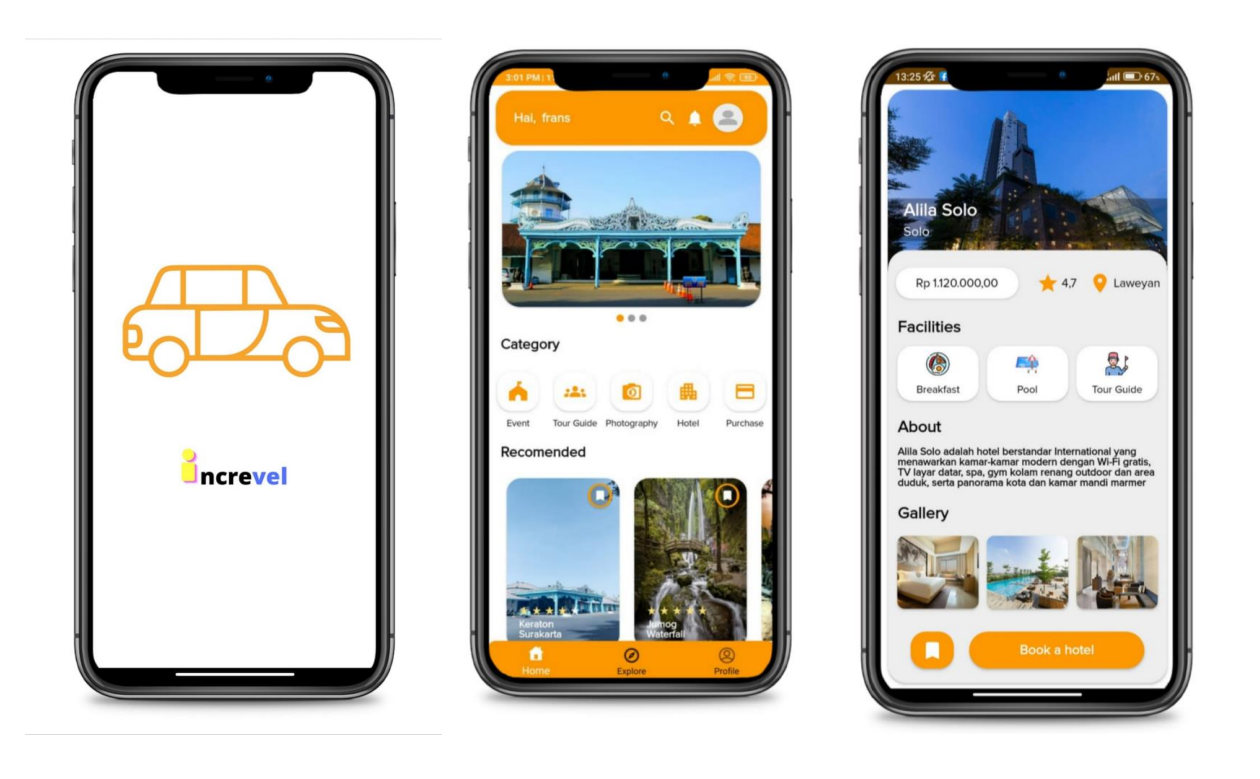 increvel
3:01 PM
Hai, frans
Category
Event
Tour Guide
Photography
Hotel
Purchase
Recomended
Keraton
Surakarta
Jumog
Waterfall
Home
Explore
Profile
13:25
67
Alila Solo
Solo
Rp 1.120.000,00
4,7
Laweyan
Facilities
Breakfast
Pool
Tour Guide
About
Alila Solo adalah hotel berstandar International yang
menawarkan kamar-kamar modern dengan Wi-Fi gratis,
TV layar datar, spa, gym kolam renang outdoor dan area
duduk, serta panorama kota dan kamar mandi marmer
Gallery
Book a hotel